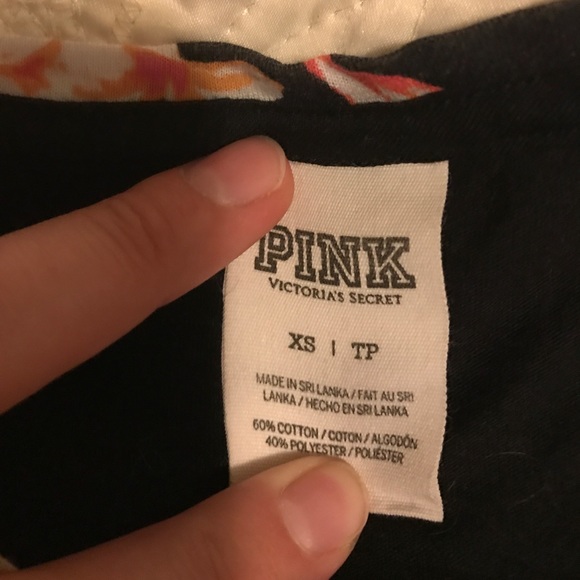 PINK
VICTORIA'S SECRET
XS | TP
MADE IN SRI LANKA / FAIT AU SRI
LANKA / HECHO EN SRI LANKA
60% COTTON / COTON / ALGODÓN
40% POLYESTER / POLIÉSTER